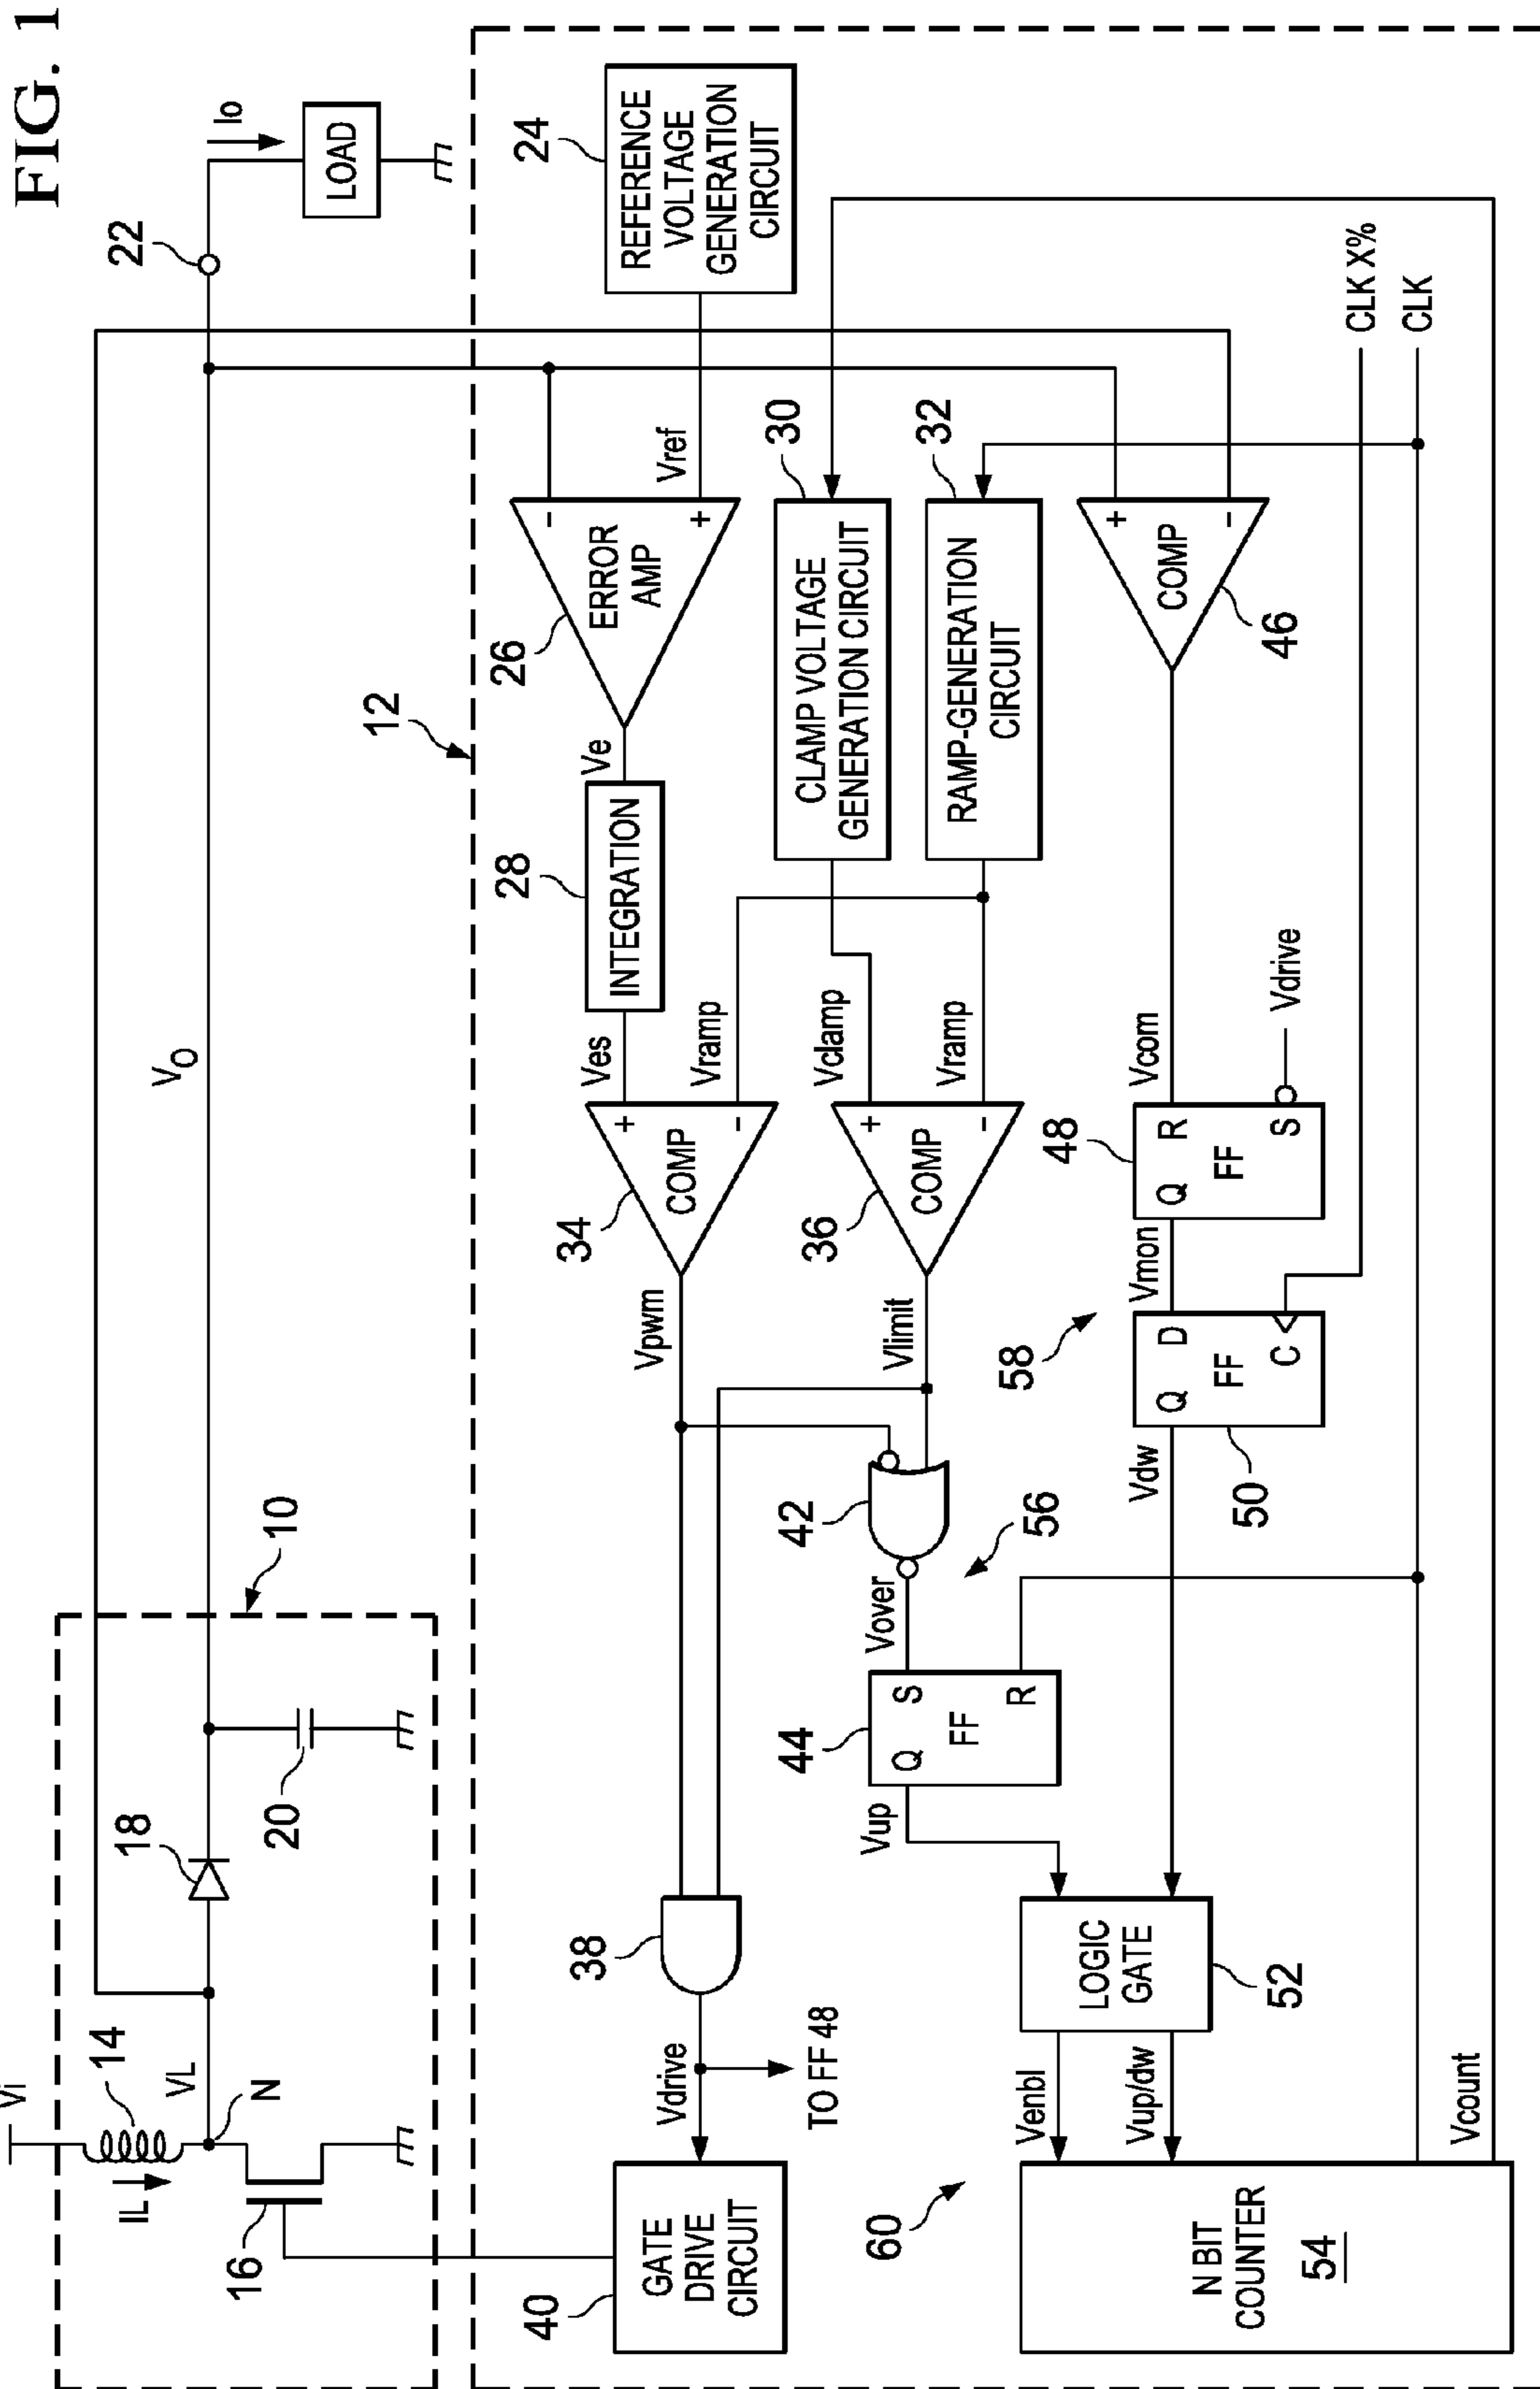 FIG. 1
Vi
14
IL
VL
N
16
18
20
10
VO
22
Io
LOAD
12
24
REFERENCE
VOLTAGE
GENERATION
CIRCUIT
Vref
26
ERROR
AMP
-
+
Ve
28
INTEGRATION
Ves
Vramp
34
COMP
+
-
Vpwm
38
Vdrive
TO FF 48
40
GATE
DRIVE
CIRCUIT
30
CLAMP VOLTAGE
GENERATION CIRCUIT
32
RAMP-GENERATION
CIRCUIT
Vclamp
Vramp
36
COMP
+
-
Vlimit
42
56
Vover
44
S
Q
FF
R
Vup
46
COMP
+
-
Vcom
Vdrive
48
R
Q
FF
S
Vmon
58
D
Q
FF
C
50
Vdw
LOGIC
GATE
52
Venbl
Vup/dw
60
N BIT
COUNTER
54
Vcount
CLK X%
CLK